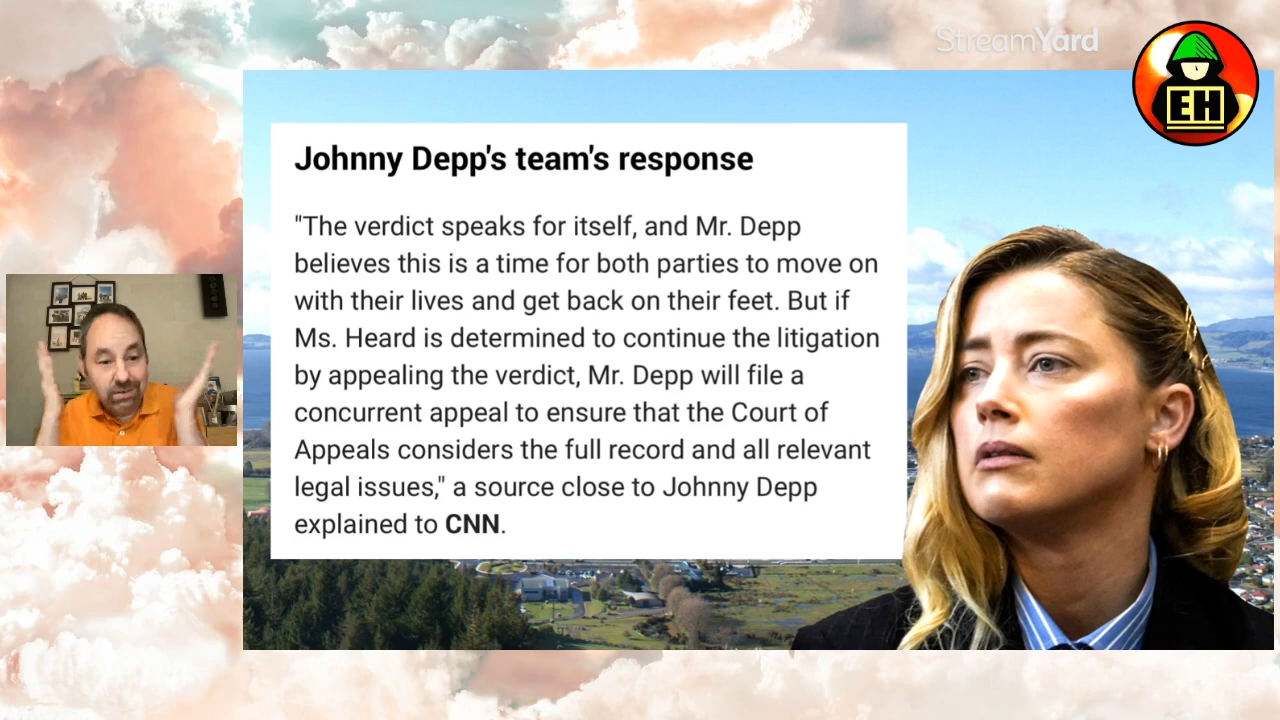 StreamYard
EH
Johnny Depp's team's response
"The verdict speaks for itself, and Mr. Depp
believes this is a time for both parties to move on
with their lives and get back on their feet. But if
Ms. Heard is determined to continue the litigation
by appealing the verdict, Mr. Depp will file a
concurrent appeal to ensure that the Court of
Appeals considers the full record and all relevant
legal issues," a source close to Johnny Depp
explained to CNN.